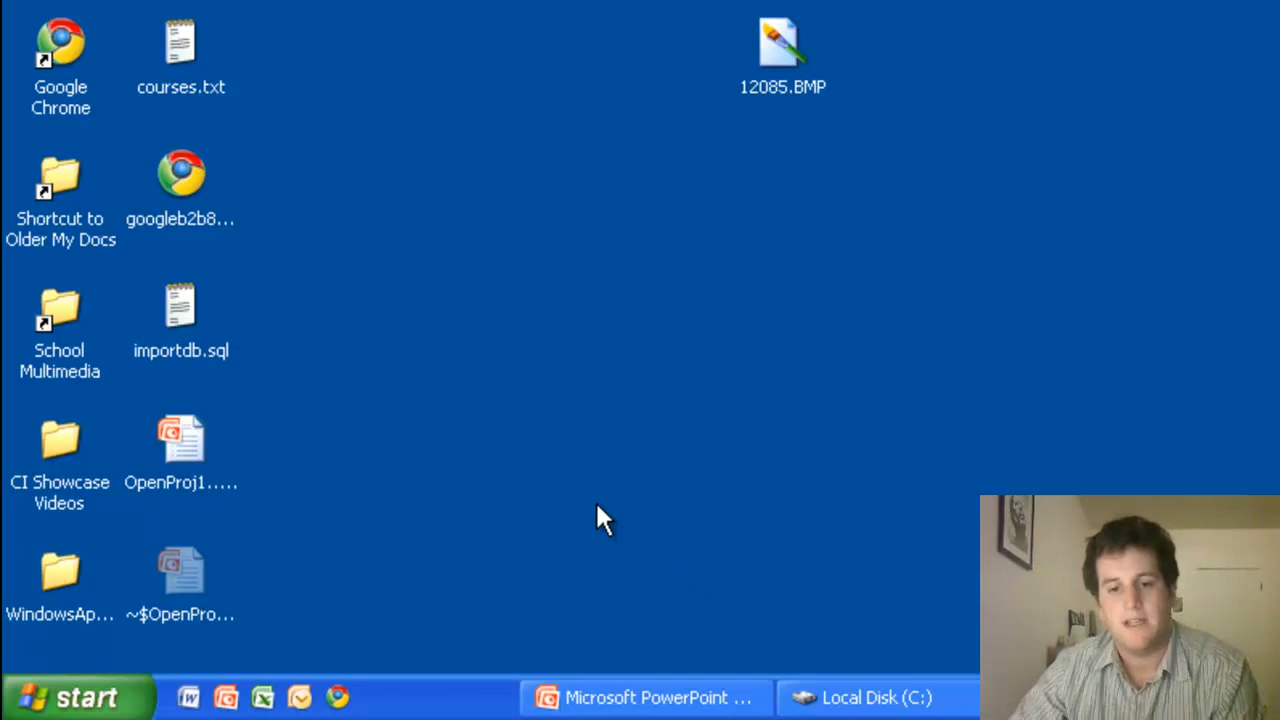 Google
Chrome
courses.txt
12085.BMP
Shortcut to
Older My Docs
googleb2b8...
School
Multimedia
importdb.sql
CI Showcase
Videos
OpenProj1.....
WindowsAp...
~$OpenPro...
start
Microsoft PowerPoint ...
Local Disk (C:)